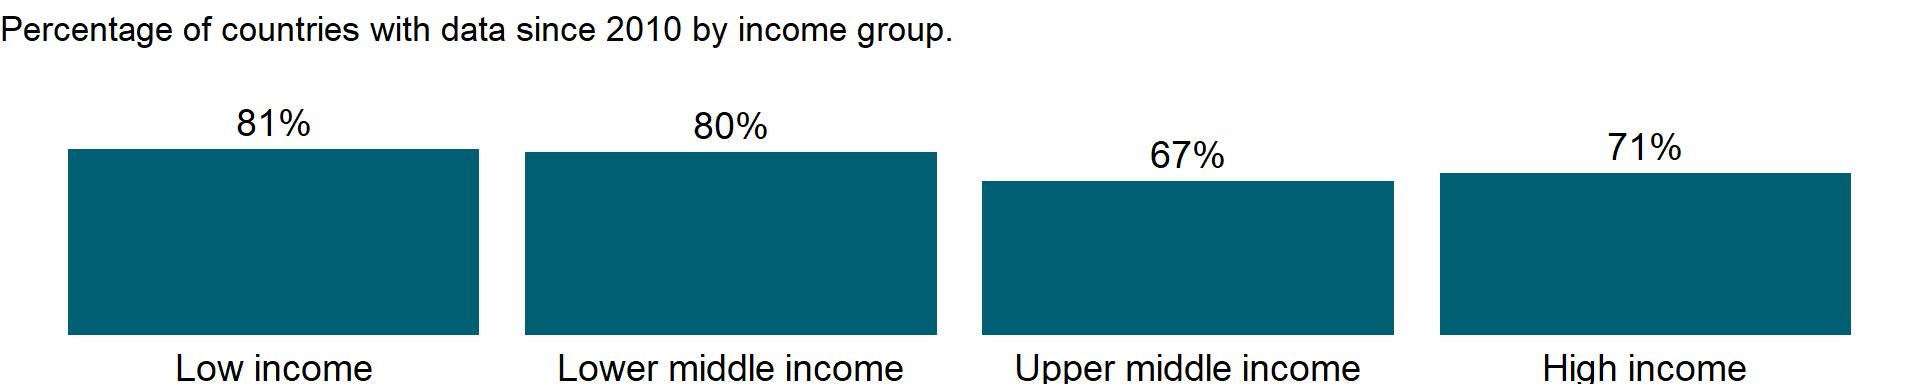 Percentage of countries with data since 2010 by income group.
81%
80%
67%
71%
Low income
Lower middle income
Upper middle income
High income